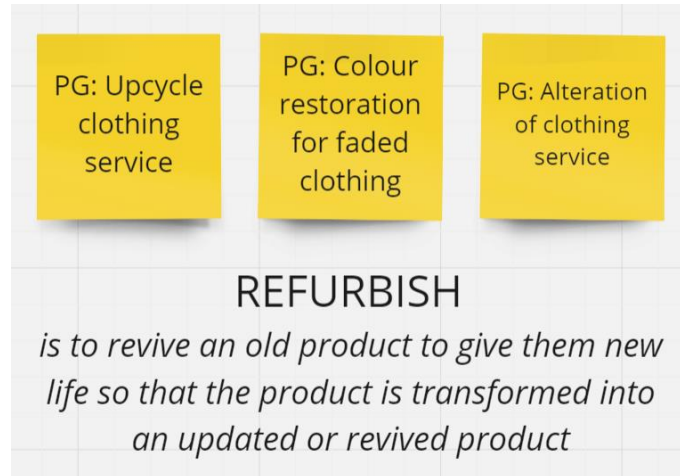 PG: Upcycle
clothing
service
PG: Colour
restoration
for faded
clothing
PG: Alteration
of clothing
service
REFURBISH
is to revive an old product to give them new
life so that the product is transformed into
an updated or revived product